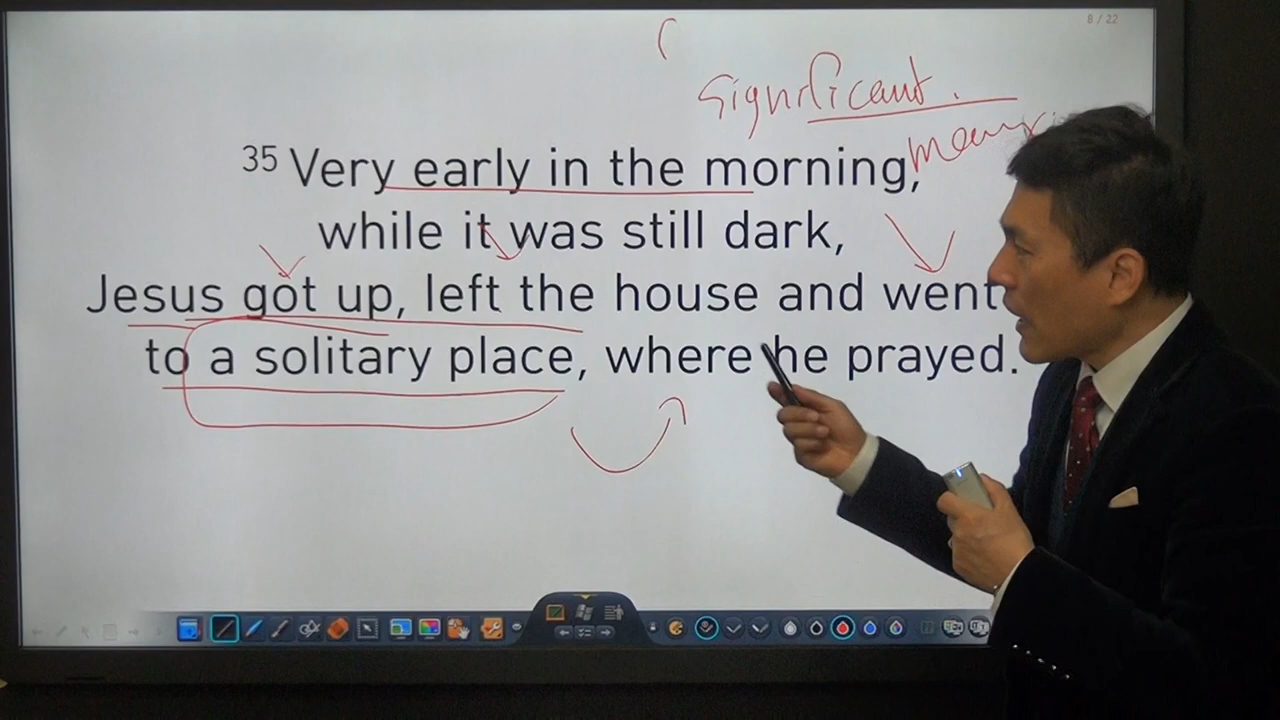 8 / 22
significant.
35 Very early in the morning,
while it was still dark,
Jesus got up, left the house and went
to a solitary place, where he prayed.